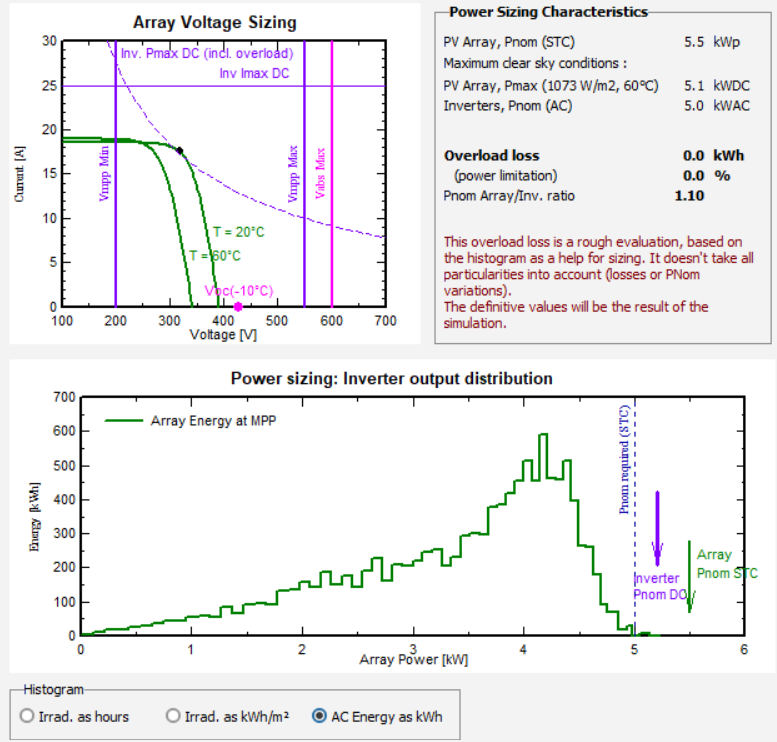 Array Voltage Sizing
30
25
20
15
10
5
0
Current [A]
Inv. Pmax DC (incl. overload)
Inv Imax DC
Vmpp Min
Vmpp Max
Vabs Max
T = 20°C
T = 60°C
Voc(-10°C)
100 200 300 400 500 600 700
Voltage [V]
Power Sizing Characteristics
PV Array, Pnom (STC) 5.5 kWp
Maximum clear sky conditions :
PV Array, Pmax (1073 W/m2, 60°C) 5.1 kWDC
Inverters, Pnom (AC) 5.0 kWAC
Overload loss 0.0 kWh
(power limitation) 0.0 %
Pnom Array/Inv. ratio 1.10
This overload loss is a rough evaluation, based on
the histogram as a help for sizing. It doesn't take all
particularities into account (losses or PNom
variations).
The definitive values will be the result of the
simulation.
Power sizing: Inverter output distribution
700
600
500
400
300
200
100
0
Energy [kWh]
Array Energy at MPP
Pnom required (STC)
Inverter
Pnom DC
Array
Pnom STC
0 1 2 3 4 5 6
Array Power [kW]
Histogram
Irrad. as hours
Irrad. as kWh/m²
AC Energy as kWh